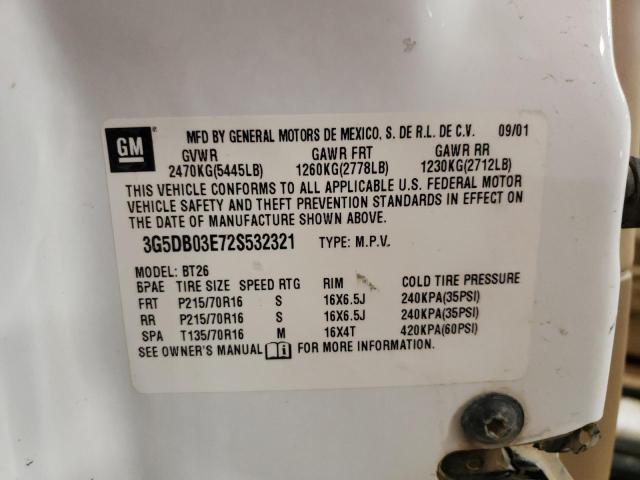 GM
MFD BY GENERAL MOTORS DE MEXICO, S. DE R.L. DE C.V. 09/01
GVWR GAWR FRT GAWR RR
2470KG(5445LB) 1260KG(2778LB) 1230KG(2712LB)
THIS VEHICLE CONFORMS TO ALL APPLICABLE U.S. FEDERAL MOTOR
VEHICLE SAFETY AND THEFT PREVENTION STANDARDS IN EFFECT ON
THE DATE OF MANUFACTURE SHOWN ABOVE.
3G5DB03E72S532321 TYPE: M.P.V.
MODEL: BT26
BPAE TIRE SIZE SPEED RTG RIM COLD TIRE PRESSURE
FRT P215/70R16 S 16X6.5J 240KPA(35PSI)
RR P215/70R16 S 16X6.5J 240KPA(35PSI)
SPA T135/70R16 M 16X4T 420KPA(60PSI)
SEE OWNER'S MANUAL i FOR MORE INFORMATION.